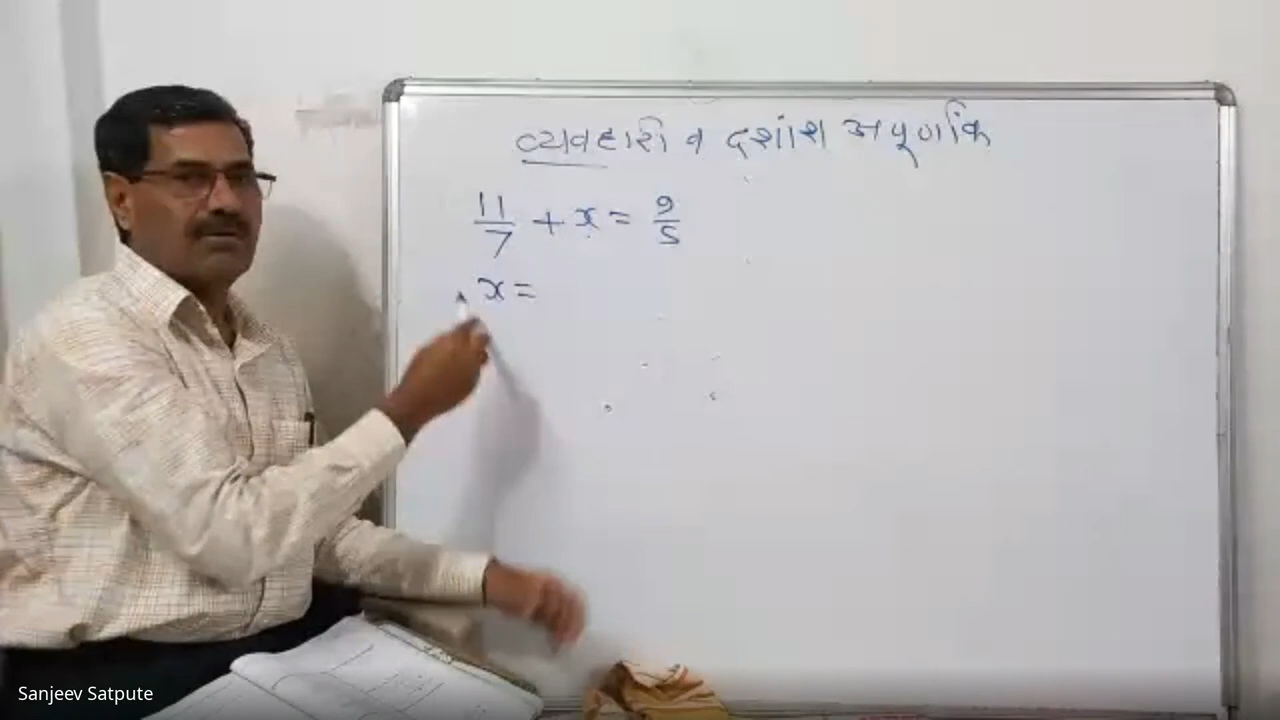 व्यवहारी व दशांश अपूर्णांक
11/7 + x = 9/5
x =
Sanjeev Satpute